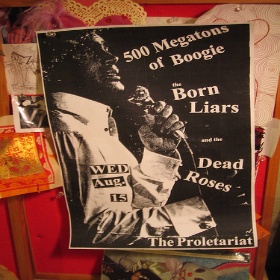 500 Megatons
of Boogie
the
Born
Liars
and the
Dead
Roses
WED
Aug.
15
The Proletariat